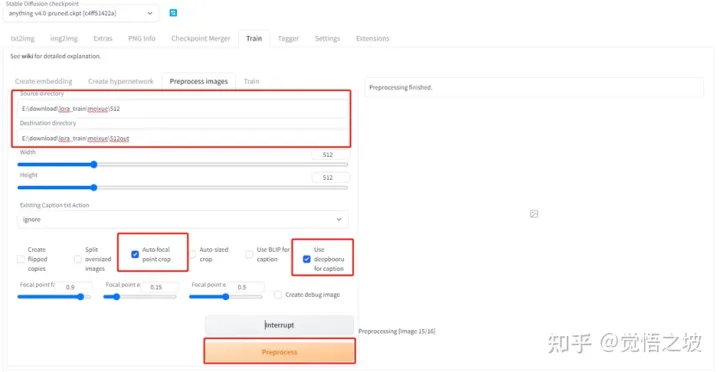 Stable Diffusion checkpoint
anything-v4.0-pruned.ckpt [c4ff51422a]
txt2img img2img Extras PNG Info Checkpoint Merger Train Tagger Settings Extensions
See wiki for detailed explanation.
Create embedding Create hypernetwork Preprocess images Train
Preprocessing finished.
Source directory
E:\download\lora_train\meixue\512
Destination directory
E:\download\lora_train\meixue\512out
Width 512
Height 512
Existing Caption txt Action
ignore
Create flipped copies
Split oversized images
Auto focal point crop
Auto-sized crop
Use BLIP for caption
Use deepbooru for caption
Focal point f 0.9
Focal point e 0.15
Focal point e 0.5
Create debug image
Interrupt
Preprocessing [Image 15/16]
Preprocess
知乎 @觉悟之坡